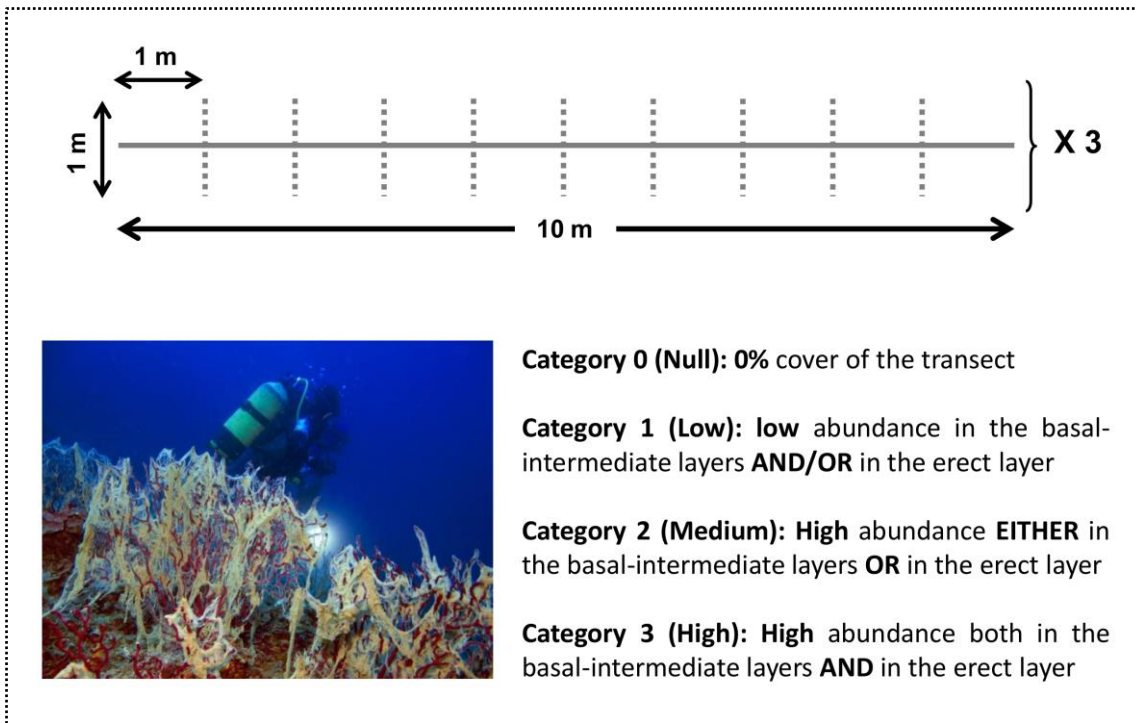 1 m
1 m
X 3
10 m
Category 0 (Null): 0% cover of the transect
Category 1 (Low): low abundance in the basal-
intermediate layers AND/OR in the erect layer
Category 2 (Medium): High abundance EITHER in
the basal-intermediate layers OR in the erect layer
Category 3 (High): High abundance both in the
basal-intermediate layers AND in the erect layer